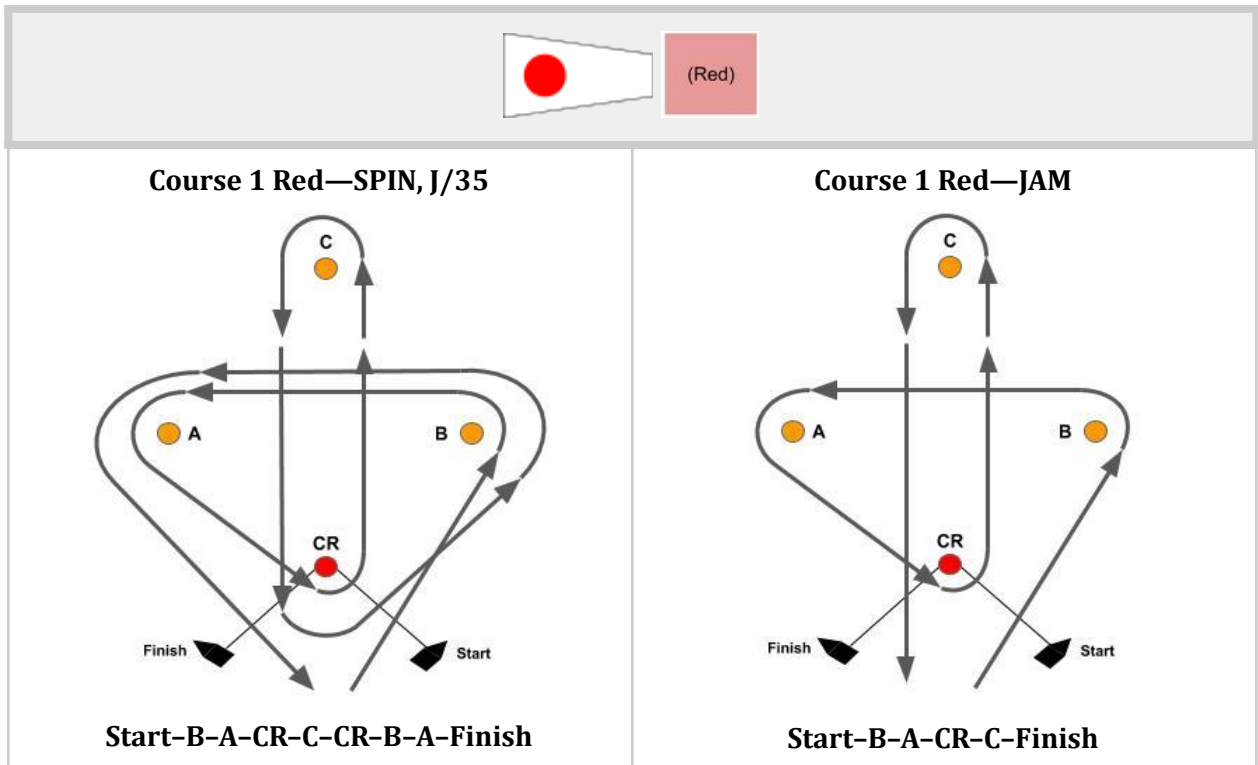 (Red)
Course 1 Red—SPIN, J/35
C
A
B
CR
Finish
Start
Start–B–A–CR–C–CR–B–A–Finish
Course 1 Red—JAM
C
A
B
CR
Finish
Start
Start–B–A–CR–C–Finish